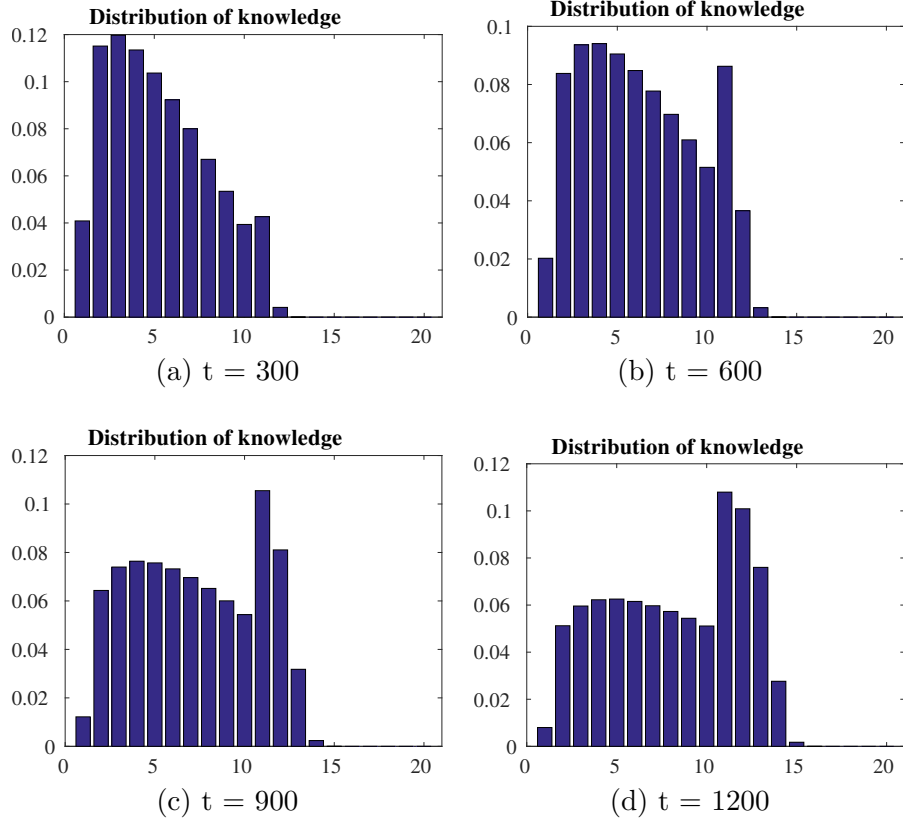 Distribution of knowledge
0.12
0.1
0.08
0.06
0.04
0.02
0
0 5 10 15 20
(a) t = 300
Distribution of knowledge
0.1
0.08
0.06
0.04
0.02
0
0 5 10 15 20
(b) t = 600
Distribution of knowledge
0.12
0.1
0.08
0.06
0.04
0.02
0
0 5 10 15 20
(c) t = 900
Distribution of knowledge
0.12
0.1
0.08
0.06
0.04
0.02
0
0 5 10 15 20
(d) t = 1200